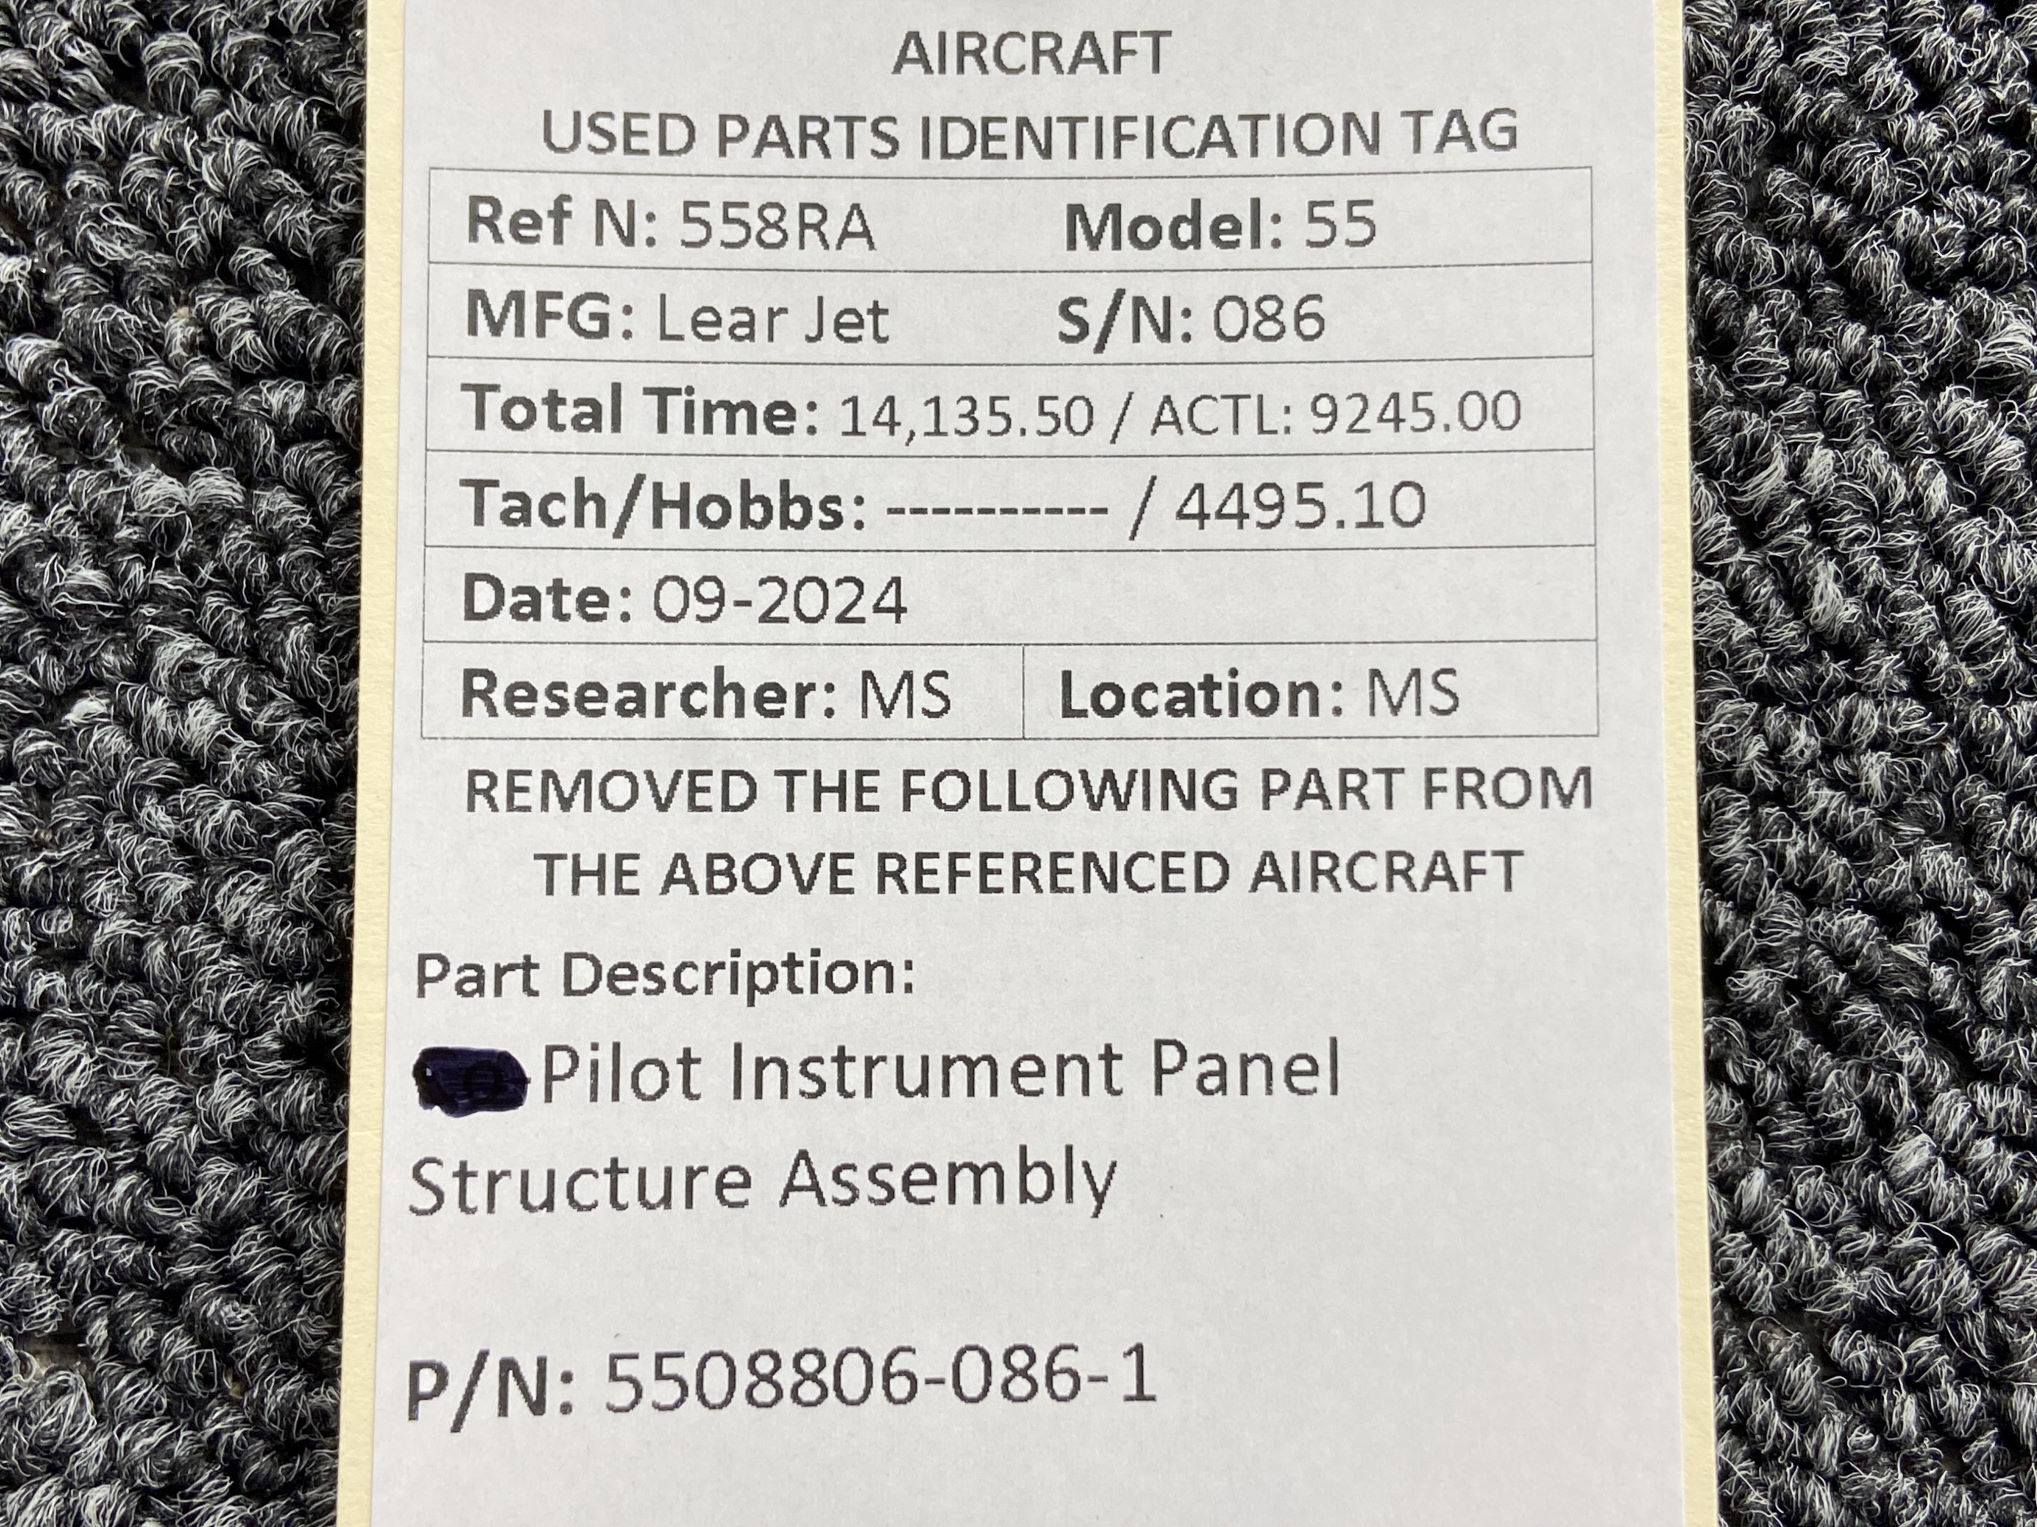 AIRCRAFT
USED PARTS IDENTIFICATION TAG
Ref N: 558RA Model: 55
MFG: Lear Jet S/N: 086
Total Time: 14,135.50 / ACTL: 9245.00
Tach/Hobbs: ---------- / 4495.10
Date: 09-2024
Researcher: MS Location: MS
REMOVED THE FOLLOWING PART FROM
THE ABOVE REFERENCED AIRCRAFT
Part Description:
Pilot Instrument Panel
Structure Assembly
P/N: 5508806-086-1